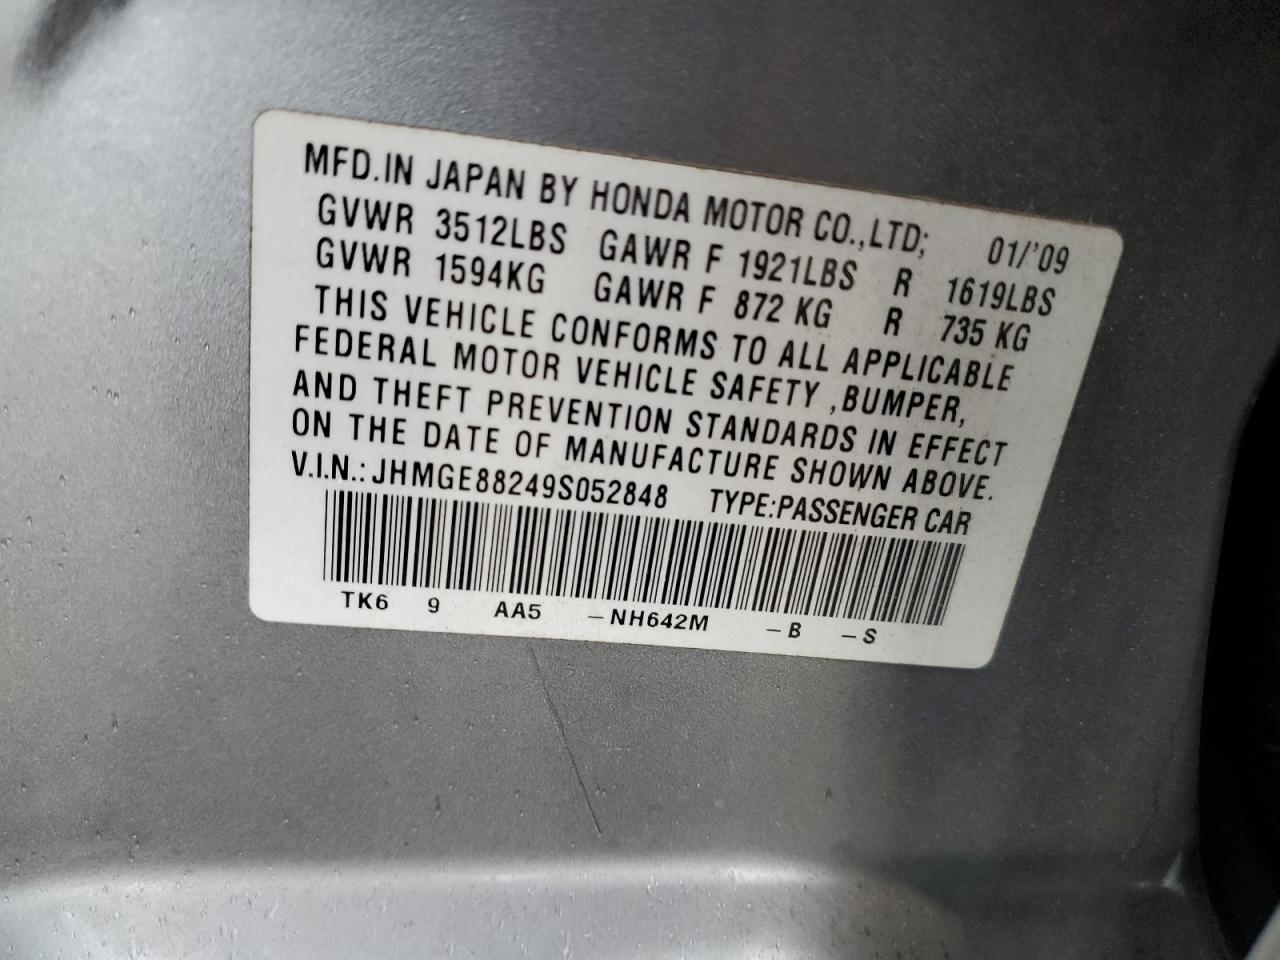 MFD.IN JAPAN BY HONDA MOTOR CO.,LTD; 01/'09
GVWR 3512LBS GAWR F 1921LBS R 1619LBS
GVWR 1594KG GAWR F 872 KG R 735 KG
THIS VEHICLE CONFORMS TO ALL APPLICABLE
FEDERAL MOTOR VEHICLE SAFETY ,BUMPER,
AND THEFT PREVENTION STANDARDS IN EFFECT
ON THE DATE OF MANUFACTURE SHOWN ABOVE.
V.I.N.: JHMGE88249S052848 TYPE:PASSENGER CAR
TK6 9 AA5 –NH642M –B –S